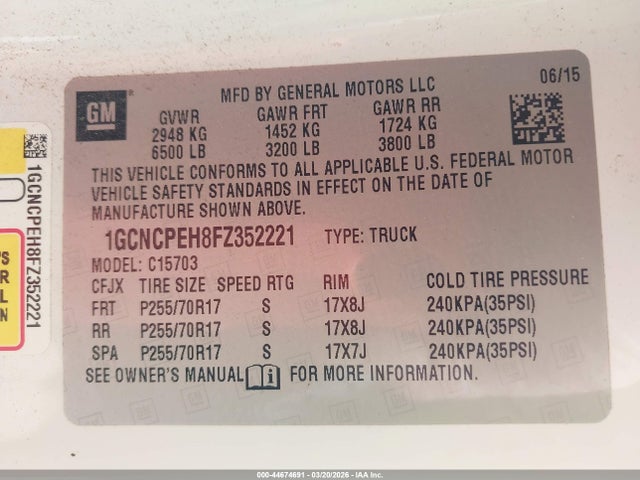 GM
MFD BY GENERAL MOTORS LLC
06/15
GVWR GAWR FRT GAWR RR
2948 KG 1452 KG 1724 KG
6500 LB 3200 LB 3800 LB
THIS VEHICLE CONFORMS TO ALL APPLICABLE U.S. FEDERAL MOTOR
VEHICLE SAFETY STANDARDS IN EFFECT ON THE DATE OF
MANUFACTURE SHOWN ABOVE.
1GCNCPEH8FZ352221 TYPE: TRUCK
MODEL: C15703
CFJX TIRE SIZE SPEED RTG RIM COLD TIRE PRESSURE
FRT P255/70R17 S 17X8J 240KPA(35PSI)
RR P255/70R17 S 17X8J 240KPA(35PSI)
SPA P255/70R17 S 17X7J 240KPA(35PSI)
SEE OWNER'S MANUAL i FOR MORE INFORMATION.
1GCNCPEH8FZ352221
000-44674691 - 03/20/2026 - IAA Inc.